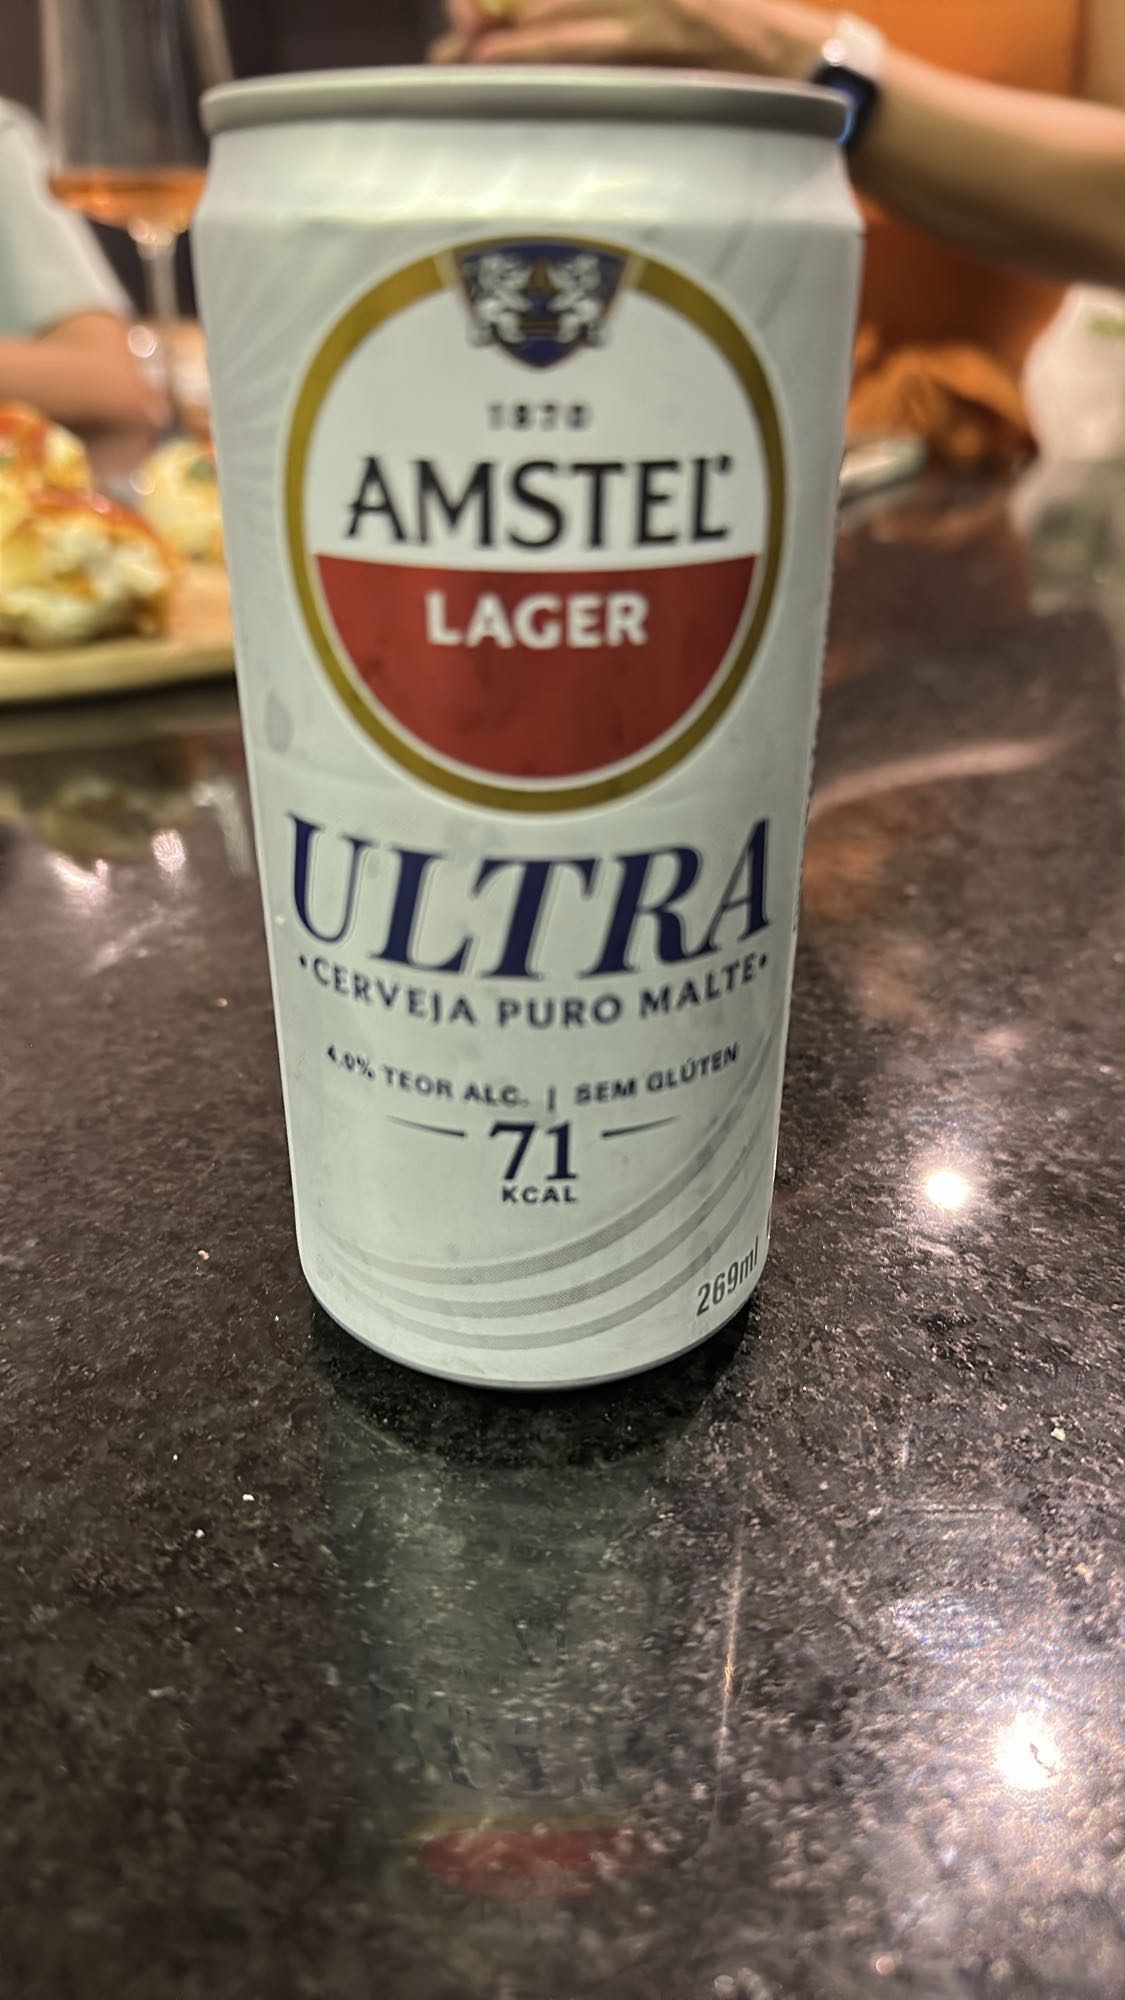 1870
AMSTEL
LAGER
ULTRA
•CERVEJA PURO MALTE•
4.0% TEOR ALC. | SEM GLÚTEN
71
KCAL
269ml